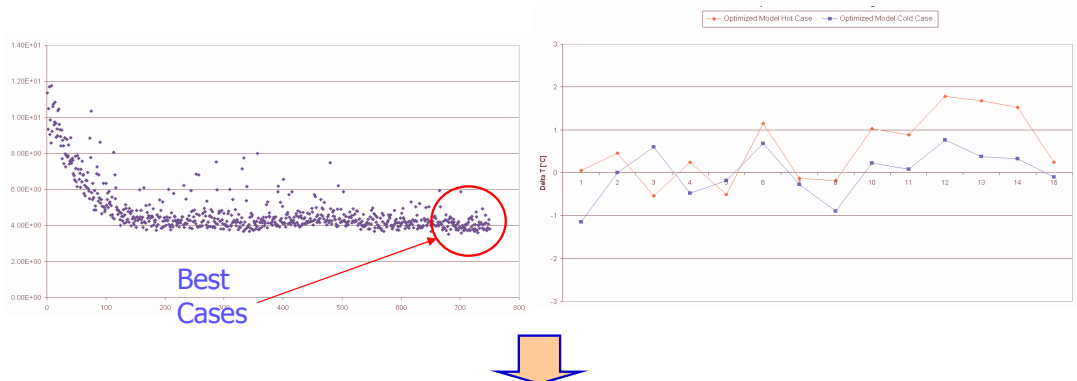 1.40E+01
1.20E+01
1.00E+01
8.00E+00
6.00E+00
4.00E+00
2.00E+00
0.00E+00
0 100 200 300 400 500 600 700 800
Best
Cases
Optimized Model Hot Case Optimized Model Cold Case
Delta T [°C]
3
2
1
0
-1
-2
-3
1 2 3 4 5 6 7 8 9 10 11 12 13 14 15